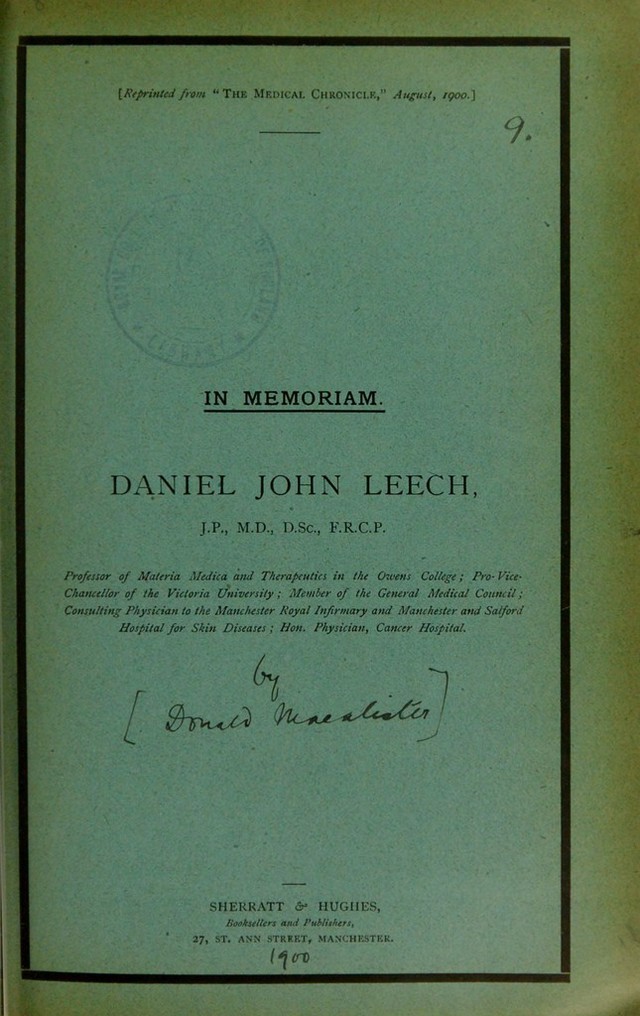 [Reprinted from "THE MEDICAL CHRONICLE," August, 1900.]
9.
IN MEMORIAM.
DANIEL JOHN LEECH,
J.P., M.D., D.Sc., F.R.C.P.
Professor of Materia Medica and Therapeutics in the Owens College; Pro-Vice-
Chancellor of the Victoria University; Member of the General Medical Council;
Consulting Physician to the Manchester Royal Infirmary and Manchester and Salford
Hospital for Skin Diseases; Hon. Physician, Cancer Hospital.
by
[Donald Macalister]
SHERRATT & HUGHES,
Booksellers and Publishers,
27, ST. ANN STREET, MANCHESTER.
1900